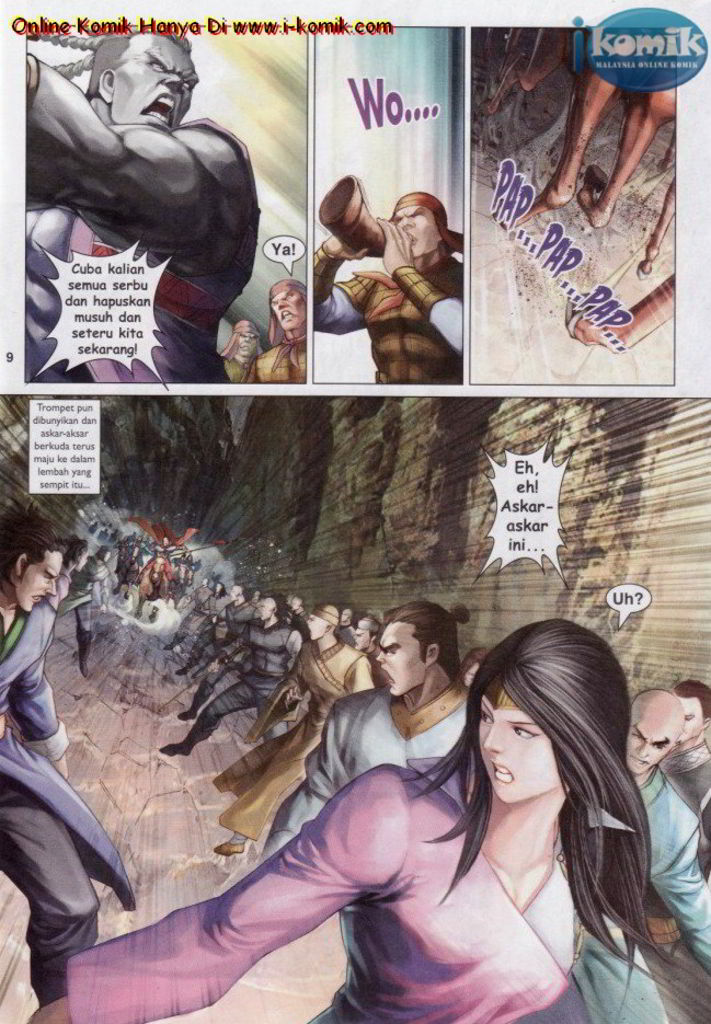 Online Komik Hanya Di www.i-komik.com
ikomik
MALAYSIA ONLINE KOMIK
Ya!
Cuba kalian
semua serbu
dan hapuskan
musuh dan
seteru kita
sekarang!
Wo....
PAP...
PAP...
PAP...
9
Trompet pun
dibunyikan dan
askar-aksar
berkuda terus
maju ke dalam
lembah yang
sempit itu...
Eh,
eh!
Askar-
askar
ini...
Uh?